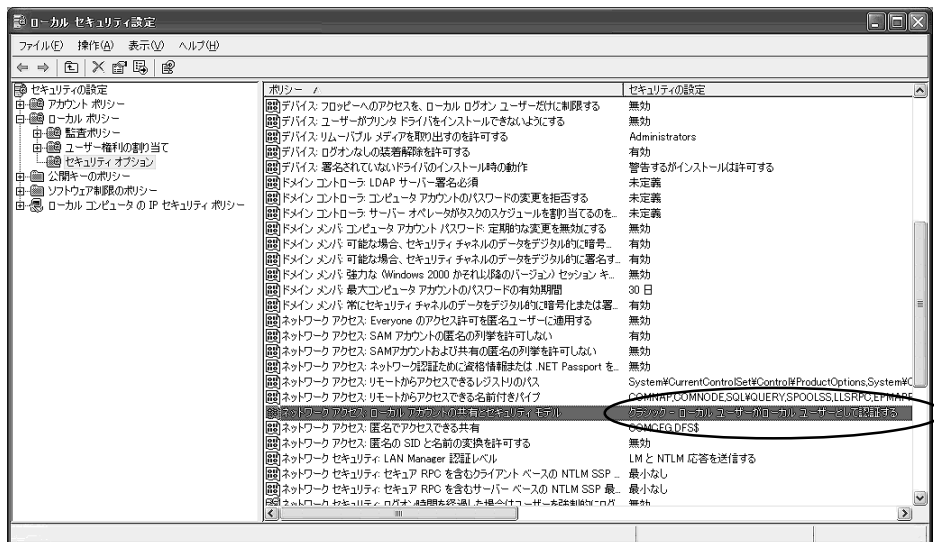 ローカル セキュリティ設定
ファイル(F) 操作(A) 表示(V) ヘルプ(H)
セキュリティの設定
アカウント ポリシー
ローカル ポリシー
監査ポリシー
ユーザー権利の割り当て
セキュリティ オプション
公開キーのポリシー
ソフトウェア制限のポリシー
ローカル コンピュータ の IP セキュリティ ポリシー
ポリシー セキュリティの設定
デバイス: フロッピーへのアクセスを、ローカル ログオン ユーザーだけに制限する 無効
デバイス: ユーザーがプリンタ ドライバをインストールできないようにする 無効
デバイス: リムーバブル メディアを取り出すのを許可する Administrators
デバイス: ログオンなしの装着解除を許可する 有効
デバイス: 署名されていないドライバのインストール時の動作 警告するがインストールは許可する
ドメイン コントローラ: LDAP サーバー署名必須 未定義
ドメイン コントローラ: コンピュータ アカウントのパスワードの変更を拒否する 未定義
ドメイン コントローラ: サーバー オペレータがタスクのスケジュールを割り当てるのを... 未定義
ドメイン メンバ: コンピュータ アカウント パスワード: 定期的な変更を無効にする 無効
ドメイン メンバ: 可能な場合、セキュリティ チャネルのデータをデジタル的に暗号... 有効
ドメイン メンバ: 可能な場合、セキュリティ チャネルのデータをデジタル的に署名す... 有効
ドメイン メンバ: 強力な (Windows 2000 かそれ以降のバージョン) セッション キ... 無効
ドメイン メンバ: 最大コンピュータ アカウントのパスワードの有効期間 30 日
ドメイン メンバ: 常にセキュリティ チャネルのデータをデジタル的に暗号化または署... 有効
ネットワーク アクセス: Everyone のアクセス許可を匿名ユーザーに適用する 無効
ネットワーク アクセス: SAM アカウントの匿名の列挙を許可しない 有効
ネットワーク アクセス: SAMアカウントおよび共有の匿名の列挙を許可しない 無効
ネットワーク アクセス: ネットワーク認証ために資格情報または .NET Passport を... 無効
ネットワーク アクセス: リモートからアクセスできるレジストリのパス System¥CurrentControlSet¥Control¥ProductOptions,System¥C
ネットワーク アクセス: リモートからアクセスできる名前付きパイプ COMNAP,COMNODE,SQL¥QUERY,SPOOLSS,LLSRPC,EPMAPE
ネットワーク アクセス: ローカル アカウントの共有とセキュリティ モデル クラシック - ローカル ユーザーがローカル ユーザーとして認証する
ネットワーク アクセス: 匿名でアクセスできる共有 COMCFG,DFS$
ネットワーク アクセス: 匿名の SID と名前の変換を許可する 無効
ネットワーク セキュリティ: LAN Manager 認証レベル LM と NTLM 応答を送信する
ネットワーク セキュリティ: セキュア RPC を含むクライアント ベースの NTLM SSP ... 最小なし
ネットワーク セキュリティ: セキュア RPC を含むサーバー ベースの NTLM SSP 最... 最小なし
ネットワーク セキュリティ: ログオン時間を経過した場合はユーザーを強制的にログ... 無効